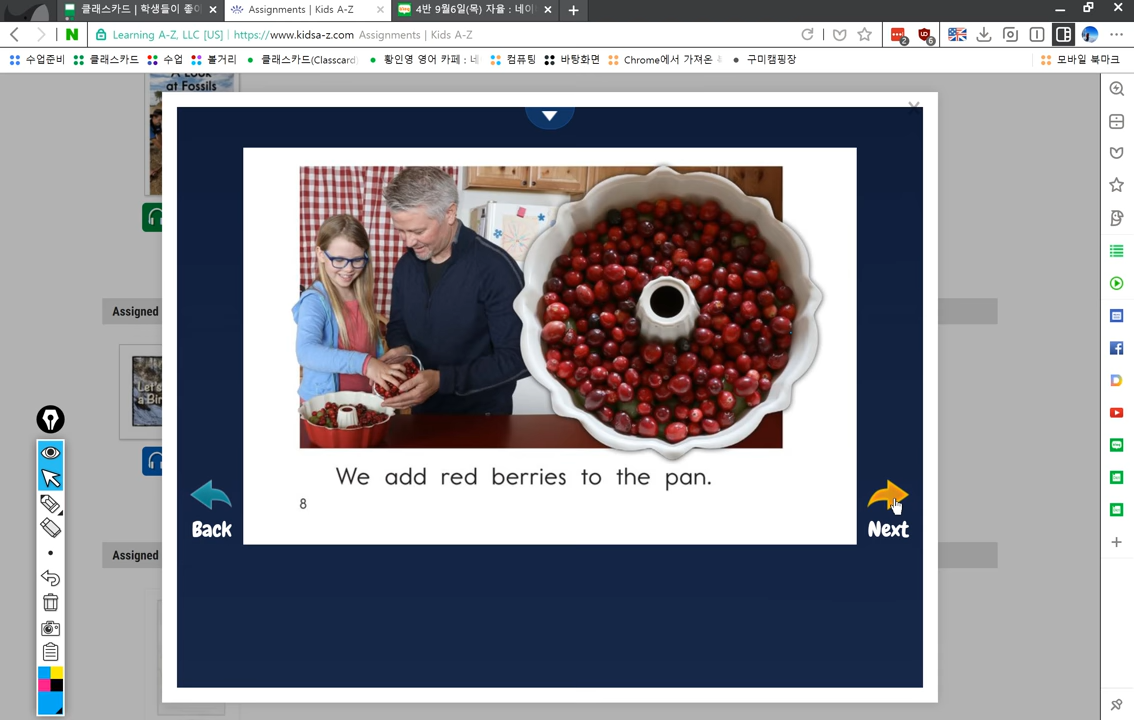 클래스카드 | 학생들이 좋아
Assignments | Kids A-Z
4반 9월6일(목) 자율 : 네이
Learning A-Z, LLC [US]
https://www.kidsa-z.com
Assignments | Kids A-Z
2
6
수업준비
클래스카드
수업
볼거리
클래스카드(Classcard
황인영 영어 카페 : 네
컴퓨팅
바탕화면
Chrome에서 가져온
구미캠핑장
모바일 북마크
A Look
at Fossils
Assigned
Let's
a Bir
We add red berries to the pan.
8
Back
Next
Assigned